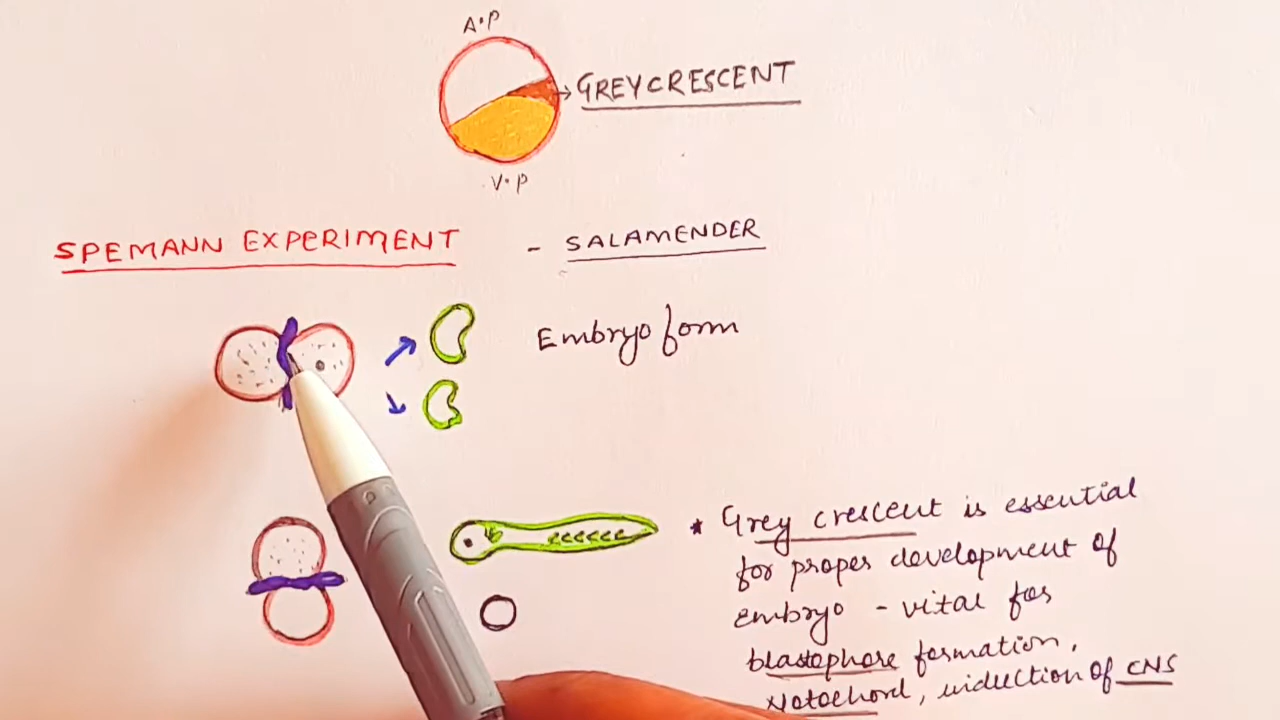 A.P
GREYCRESCENT
V.P
SPEMANN EXPERIMENT - SALAMENDER
Embryo form
* Grey crescent is essential
for proper development of
embryo - vital for
blastophore formation,
Notochord, induction of CNS